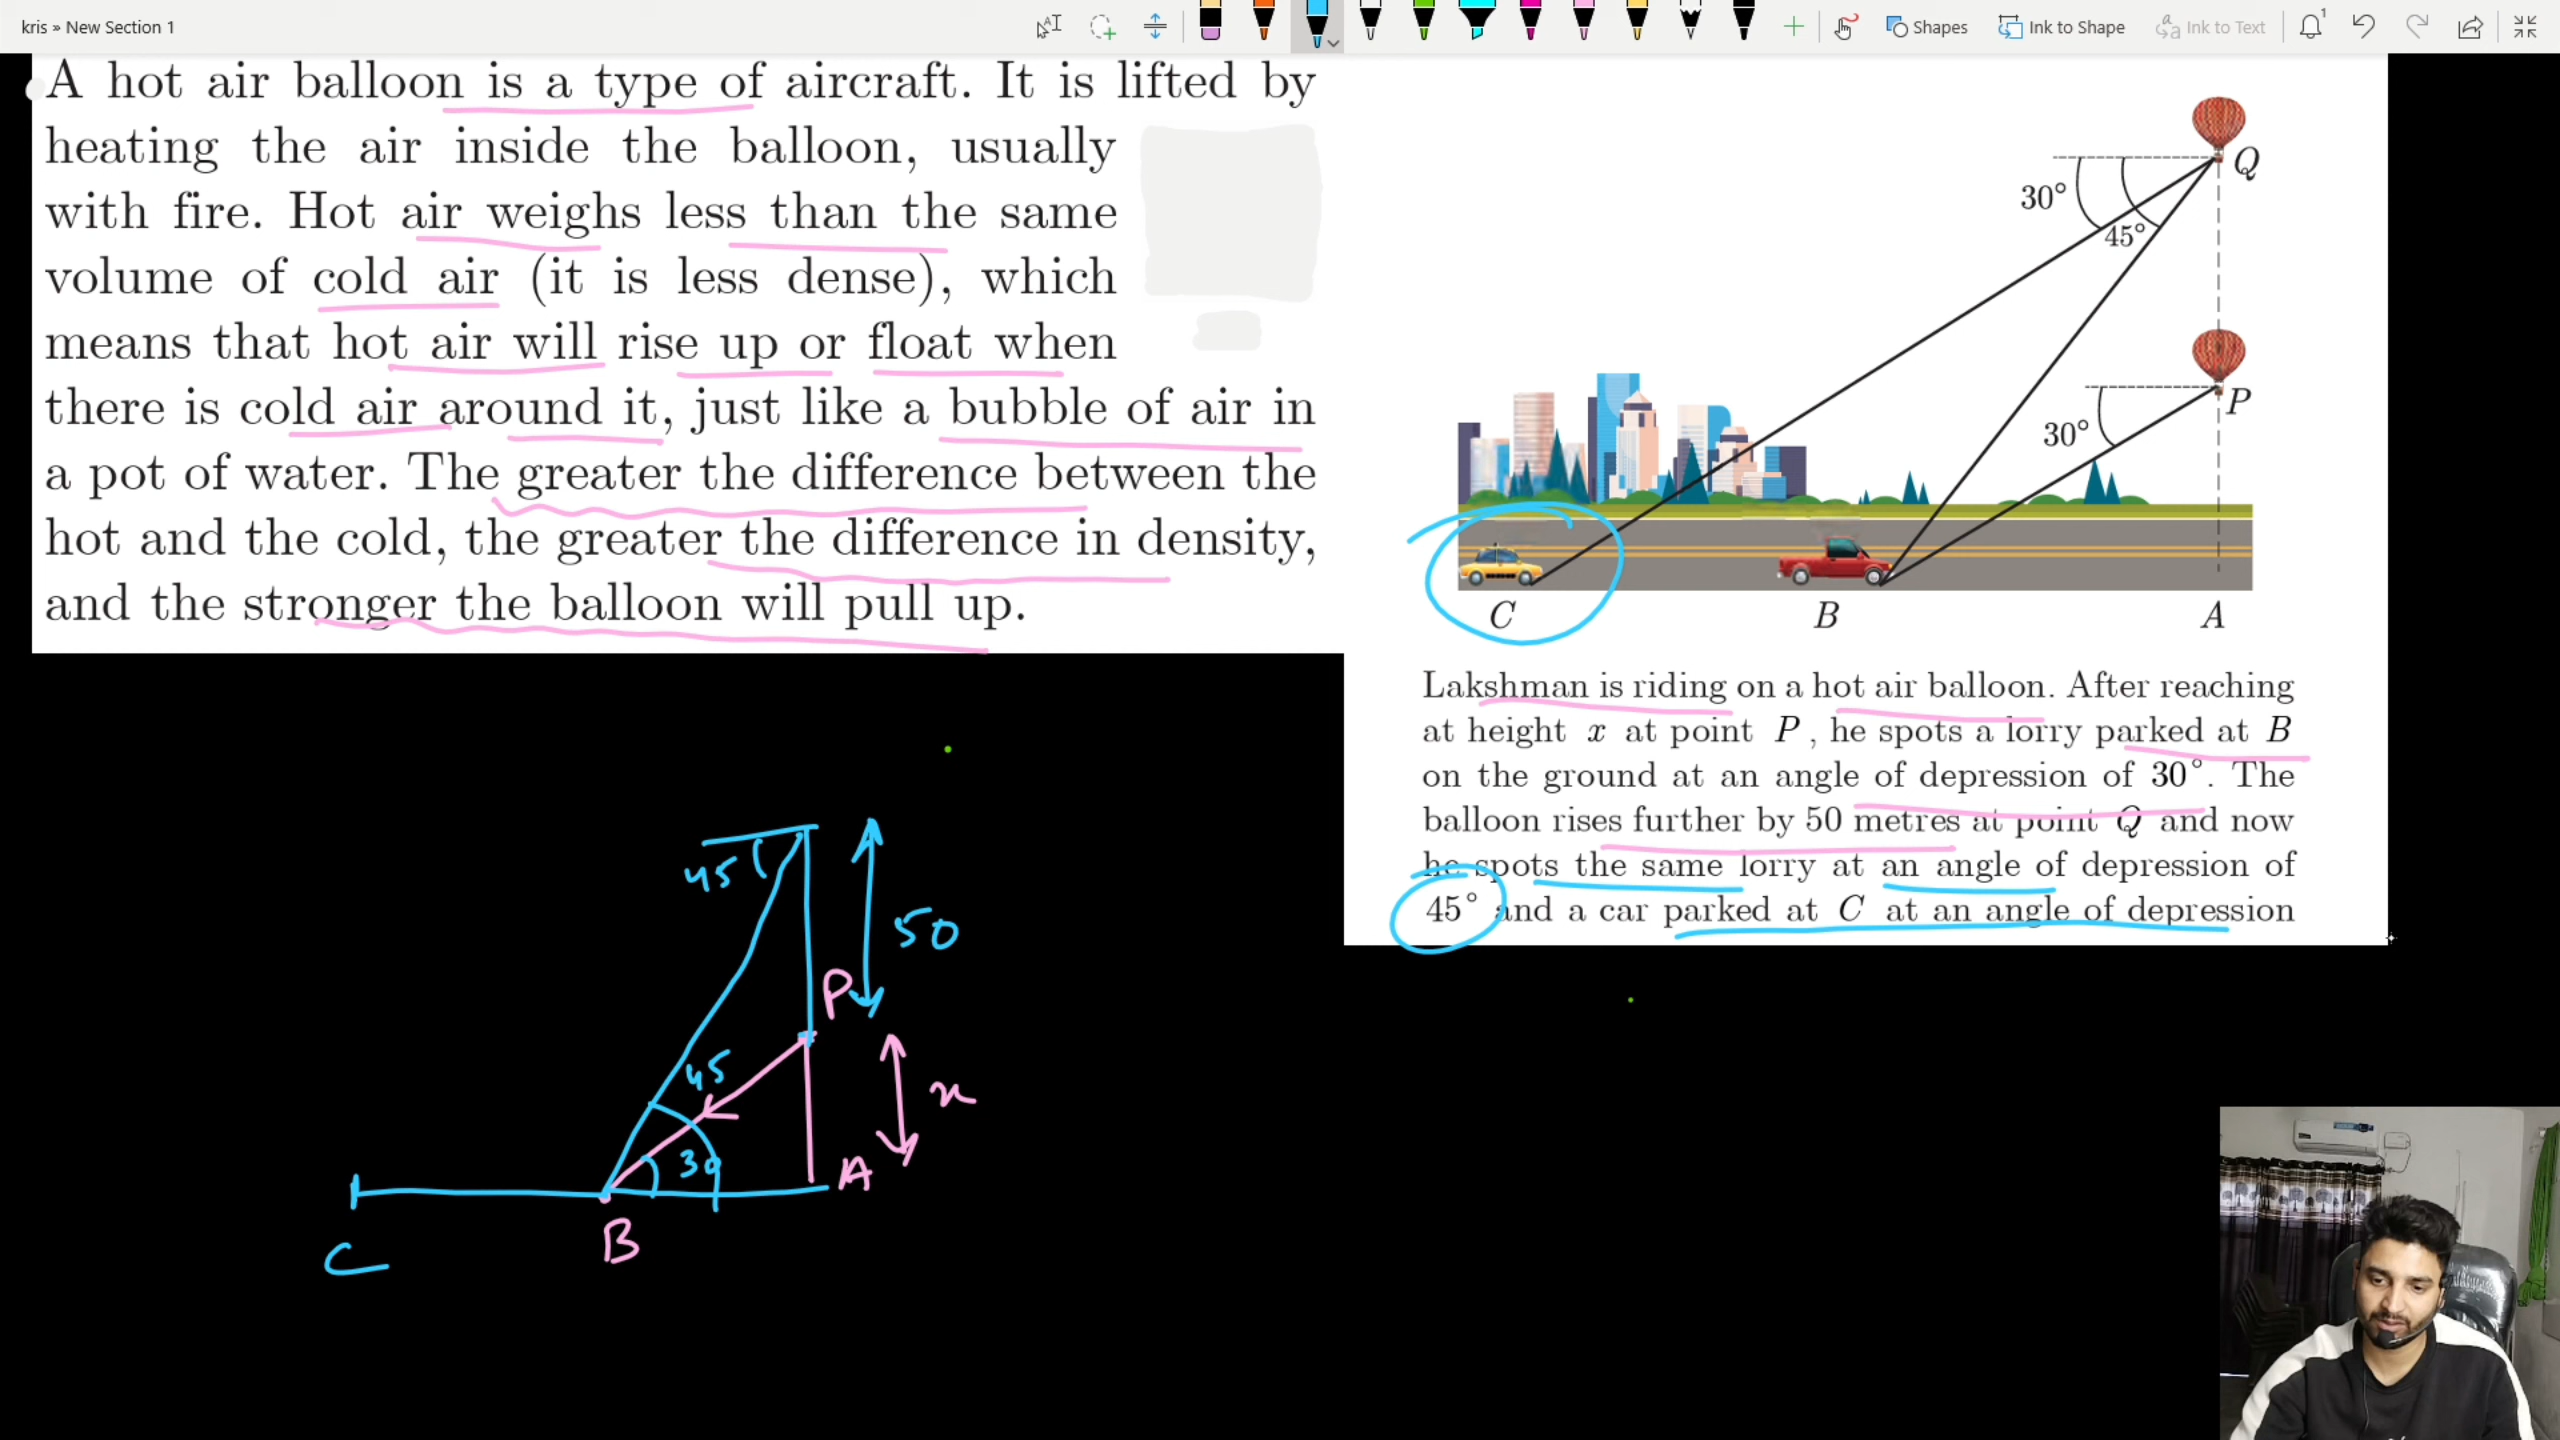 kris » New Section 1
Shapes
Ink to Shape
Ink to Text
1
A hot air balloon is a type of aircraft. It is lifted by
heating the air inside the balloon, usually
with fire. Hot air weighs less than the same
volume of cold air (it is less dense), which
means that hot air will rise up or float when
there is cold air around it, just like a bubble of air in
a pot of water. The greater the difference between the
hot and the cold, the greater the difference in density,
and the stronger the balloon will pull up.
Q
30°
45°
P
30°
C
B
A
Lakshman is riding on a hot air balloon. After reaching
at height x at point P, he spots a lorry parked at B
on the ground at an angle of depression of 30°. The
balloon rises further by 50 metres at point Q and now
he spots the same lorry at an angle of depression of
45° and a car parked at C at an angle of depression
45
50
P
45
x
30
A
B
C